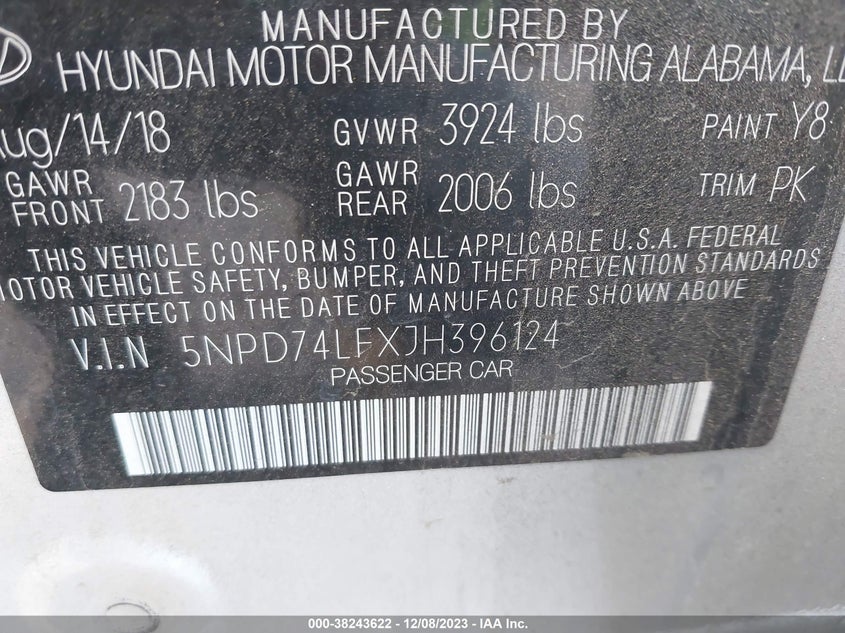 MANUFACTURED BY
HYUNDAI MOTOR MANUFACTURING ALABAMA, LL
Aug/14/18 GVWR 3924 lbs PAINT Y8
GAWR FRONT 2183 lbs GAWR REAR 2006 lbs TRIM PK
THIS VEHICLE CONFORMS TO ALL APPLICABLE U.S.A. FEDERAL
MOTOR VEHICLE SAFETY, BUMPER, AND THEFT PREVENTION STANDARDS
IN EFFECT ON THE DATE OF MANUFACTURE SHOWN ABOVE
V.I.N 5NPD74LFXJH396124
PASSENGER CAR
000-38243622 - 12/08/2023 - IAA Inc.